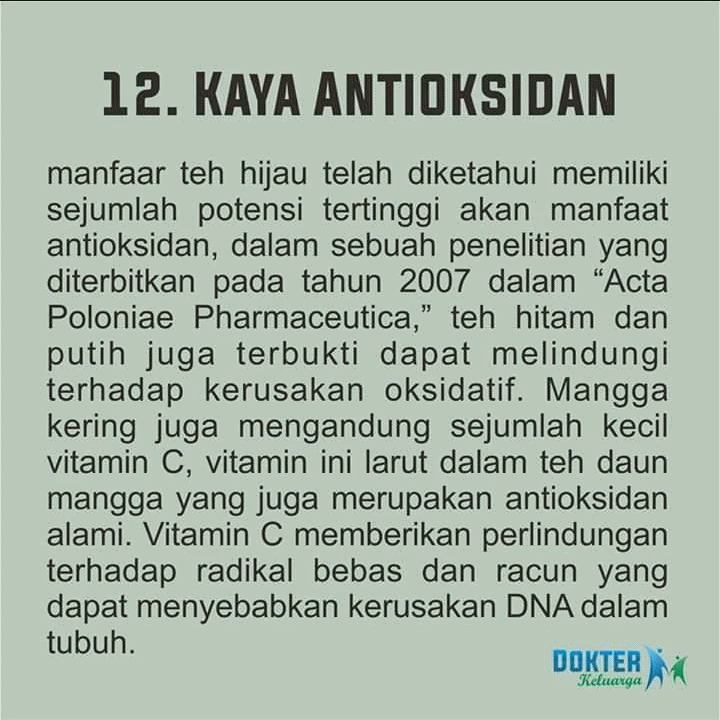 12. KAYA ANTIOKSIDAN
manfaar teh hijau telah diketahui memiliki
sejumlah potensi tertinggi akan manfaat
antioksidan, dalam sebuah penelitian yang
diterbitkan pada tahun 2007 dalam “Acta
Poloniae Pharmaceutica,” teh hitam dan
putih juga terbukti dapat melindungi
terhadap kerusakan oksidatif. Mangga
kering juga mengandung sejumlah kecil
vitamin C, vitamin ini larut dalam teh daun
mangga yang juga merupakan antioksidan
alami. Vitamin C memberikan perlindungan
terhadap radikal bebas dan racun yang
dapat menyebabkan kerusakan DNA dalam
tubuh.
DOKTER
Keluarga